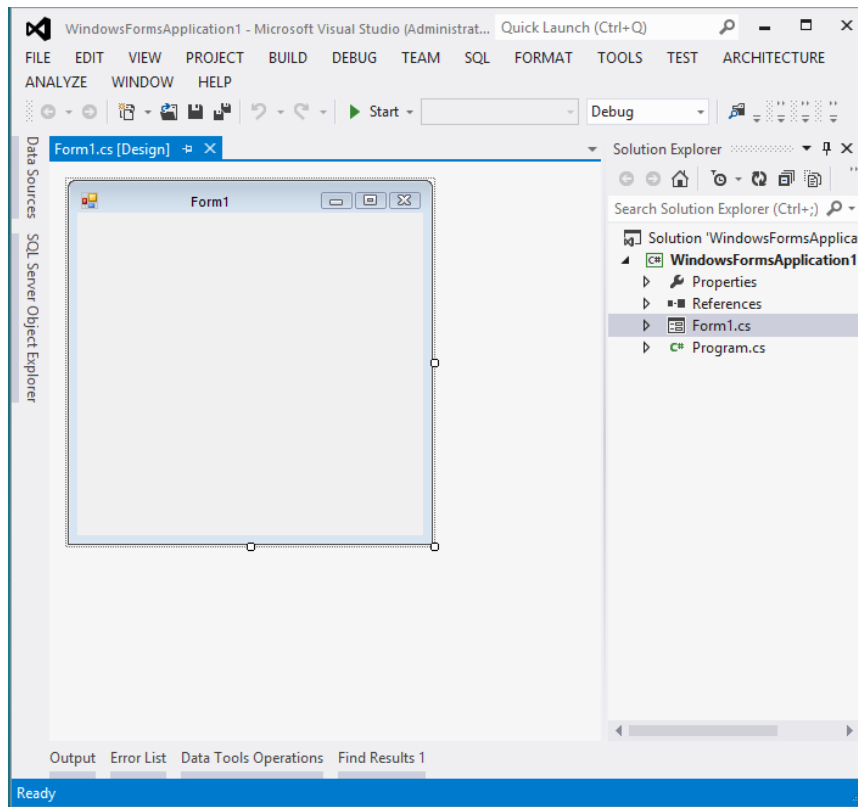 WindowsFormsApplication1 - Microsoft Visual Studio (Administrat... Quick Launch (Ctrl+Q)
FILE EDIT VIEW PROJECT BUILD DEBUG TEAM SQL FORMAT TOOLS TEST ARCHITECTURE
ANALYZE WINDOW HELP
Start Debug
Data Sources
SQL Server Object Explorer
Form1.cs [Design]
Form1
Solution Explorer
Search Solution Explorer (Ctrl+;)
Solution 'WindowsFormsApplica
C# WindowsFormsApplication1
Properties
References
Form1.cs
C# Program.cs
Output Error List Data Tools Operations Find Results 1
Ready